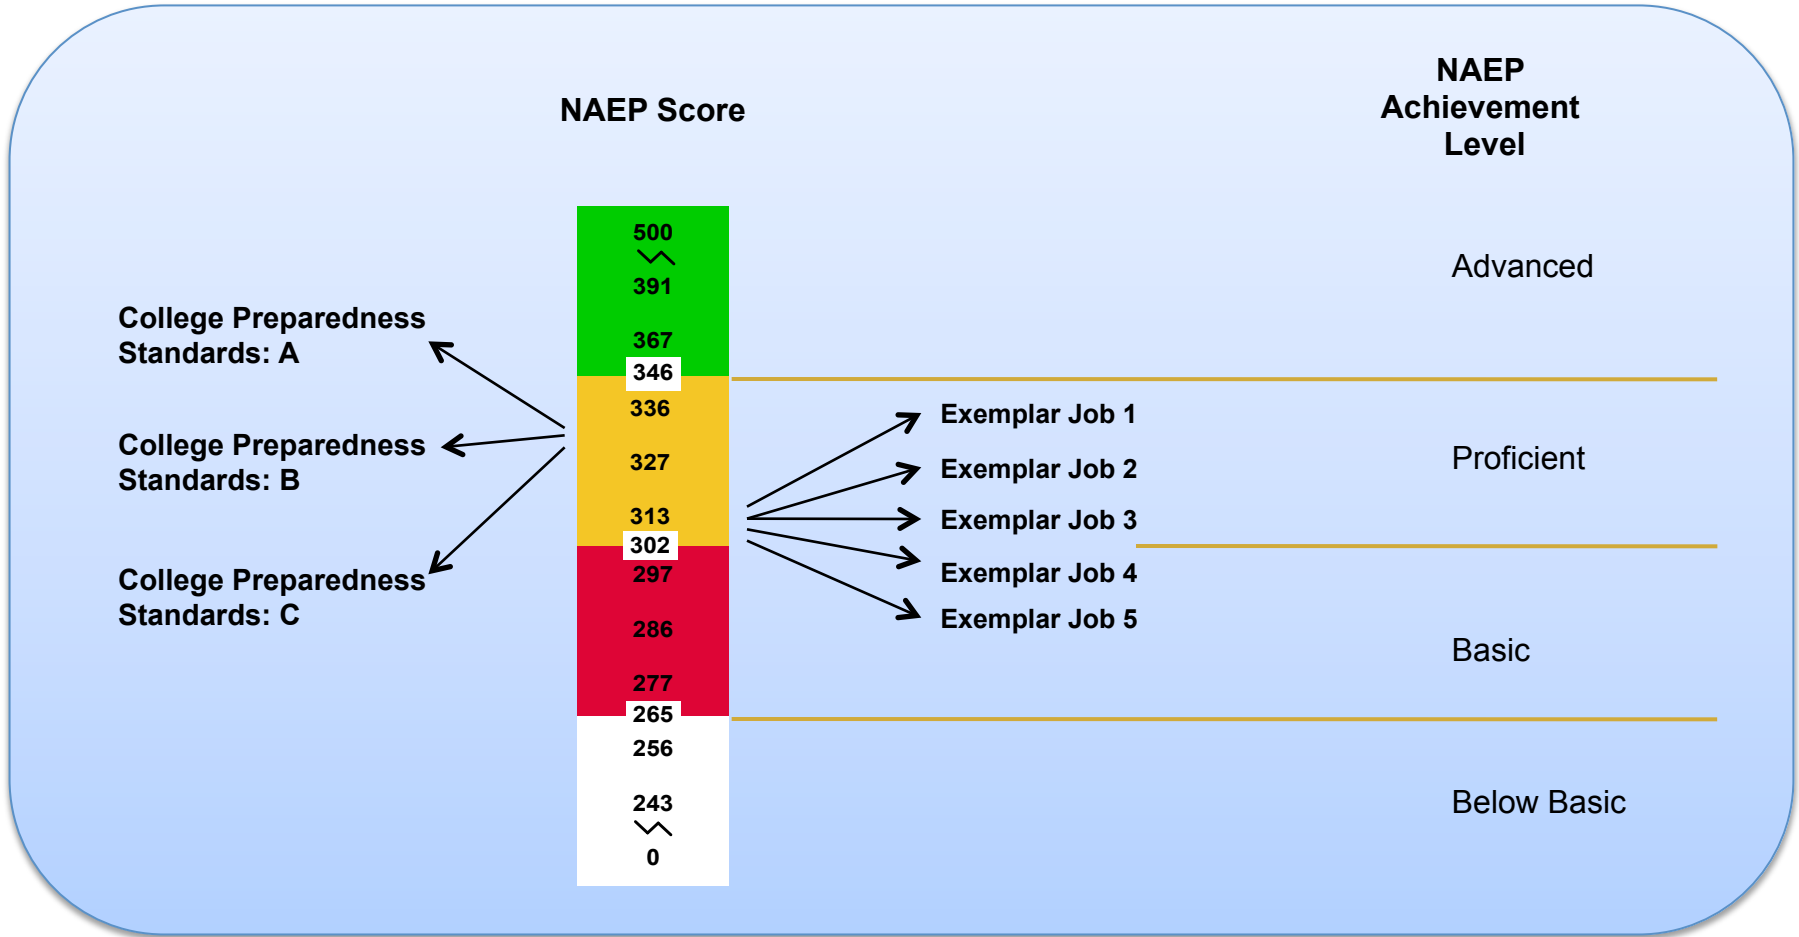 NAEP Score
NAEP
Achievement
Level
500
391
367
346
336
327
313
302
297
286
277
265
256
243
0
College Preparedness
Standards: A
College Preparedness
Standards: B
College Preparedness
Standards: C
Exemplar Job 1
Exemplar Job 2
Exemplar Job 3
Exemplar Job 4
Exemplar Job 5
Advanced
Proficient
Basic
Below Basic